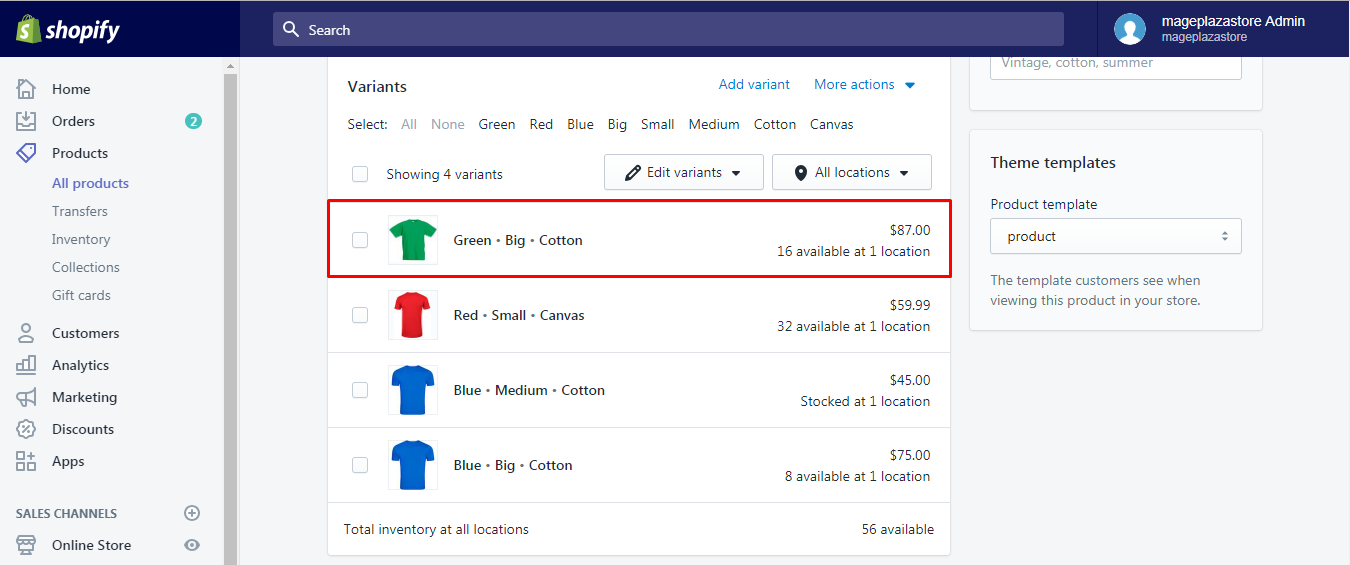 shopify
Search
mageplazastore Admin
mageplazastore
Home
Orders 2
Products
All products
Transfers
Inventory
Collections
Gift cards
Customers
Analytics
Marketing
Discounts
Apps
SALES CHANNELS
Online Store
Variants Add variant More actions
Select: All None Green Red Blue Big Small Medium Cotton Canvas
Showing 4 variants Edit variants All locations
Green • Big • Cotton
$87.00
16 available at 1 location
Red • Small • Canvas
$59.99
32 available at 1 location
Blue • Medium • Cotton
$45.00
Stocked at 1 location
Blue • Big • Cotton
$75.00
8 available at 1 location
Total inventory at all locations 56 available
Vintage, cotton, summer
Theme templates
Product template
product
The template customers see when
viewing this product in your store.